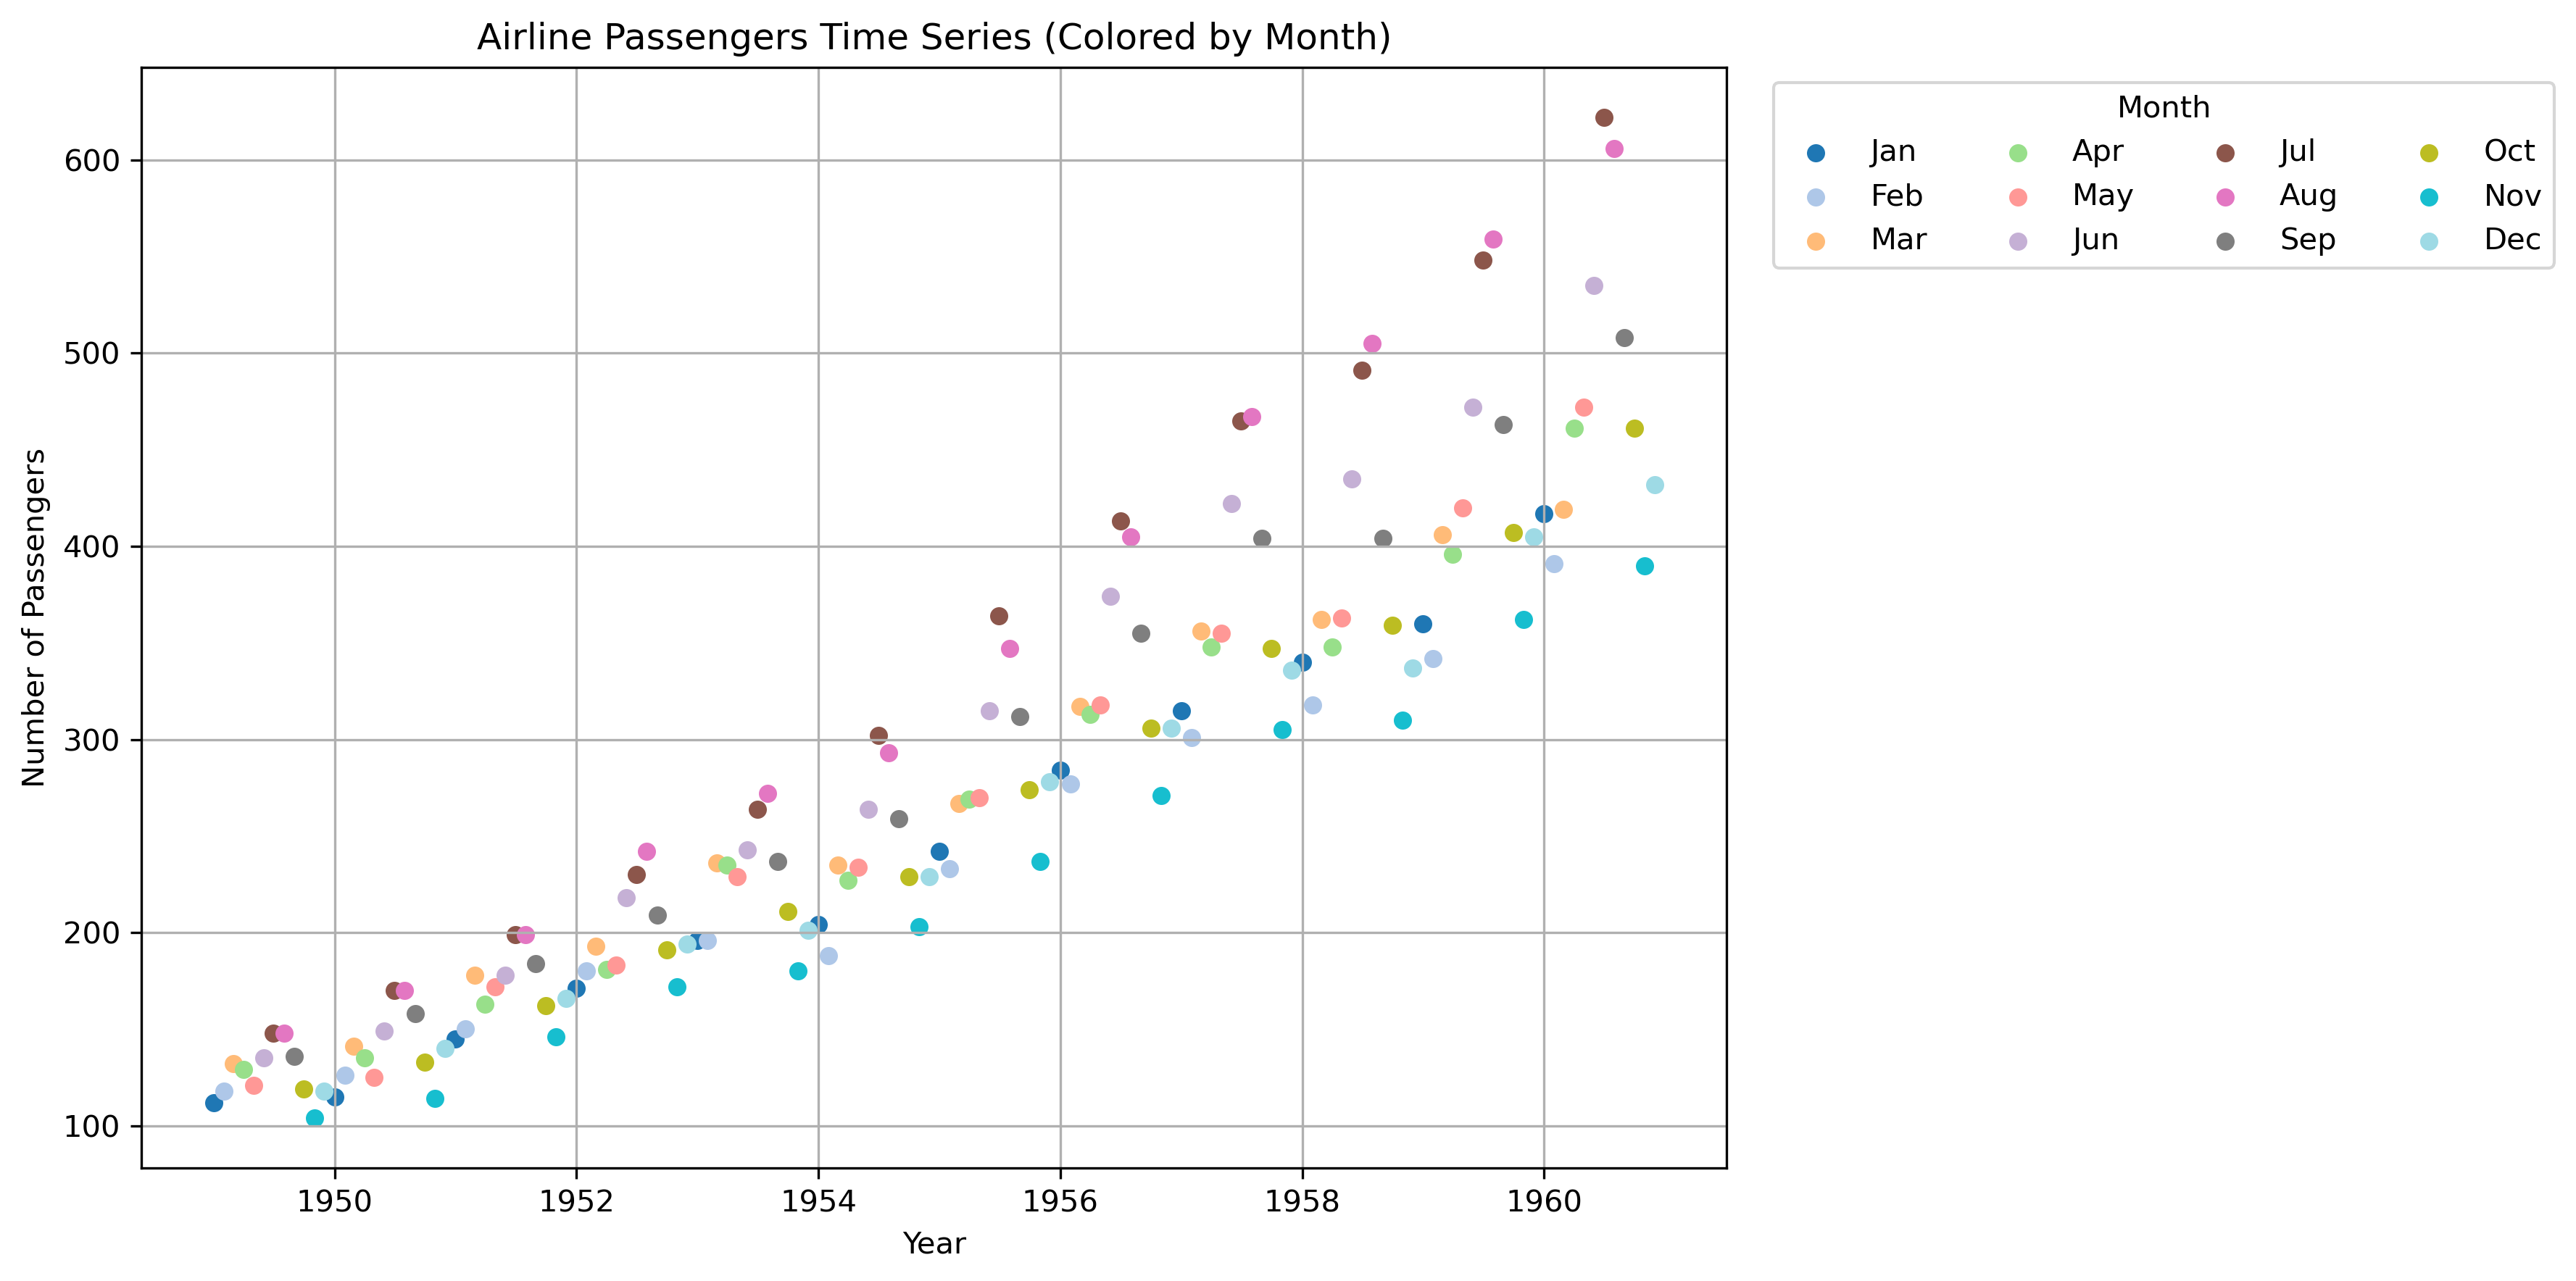 Airline Passengers Time Series (Colored by Month)
Month
Jan Apr Jul Oct
Feb May Aug Nov
Mar Jun Sep Dec
600
500
400
300
200
100
Number of Passengers
1950 1952 1954 1956 1958 1960
Year